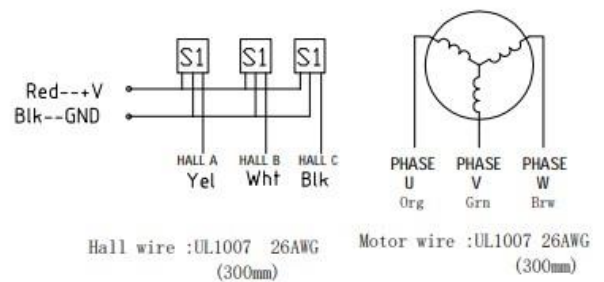 S1 S1 S1
Red--+V
Blk--GND
HALL A HALL B HALL C
Yel Wht Blk
PHASE PHASE PHASE
U V W
Org Grn Brw
Hall wire :UL1007 26AWG
(300mm)
Motor wire :UL1007 26AWG
(300mm)